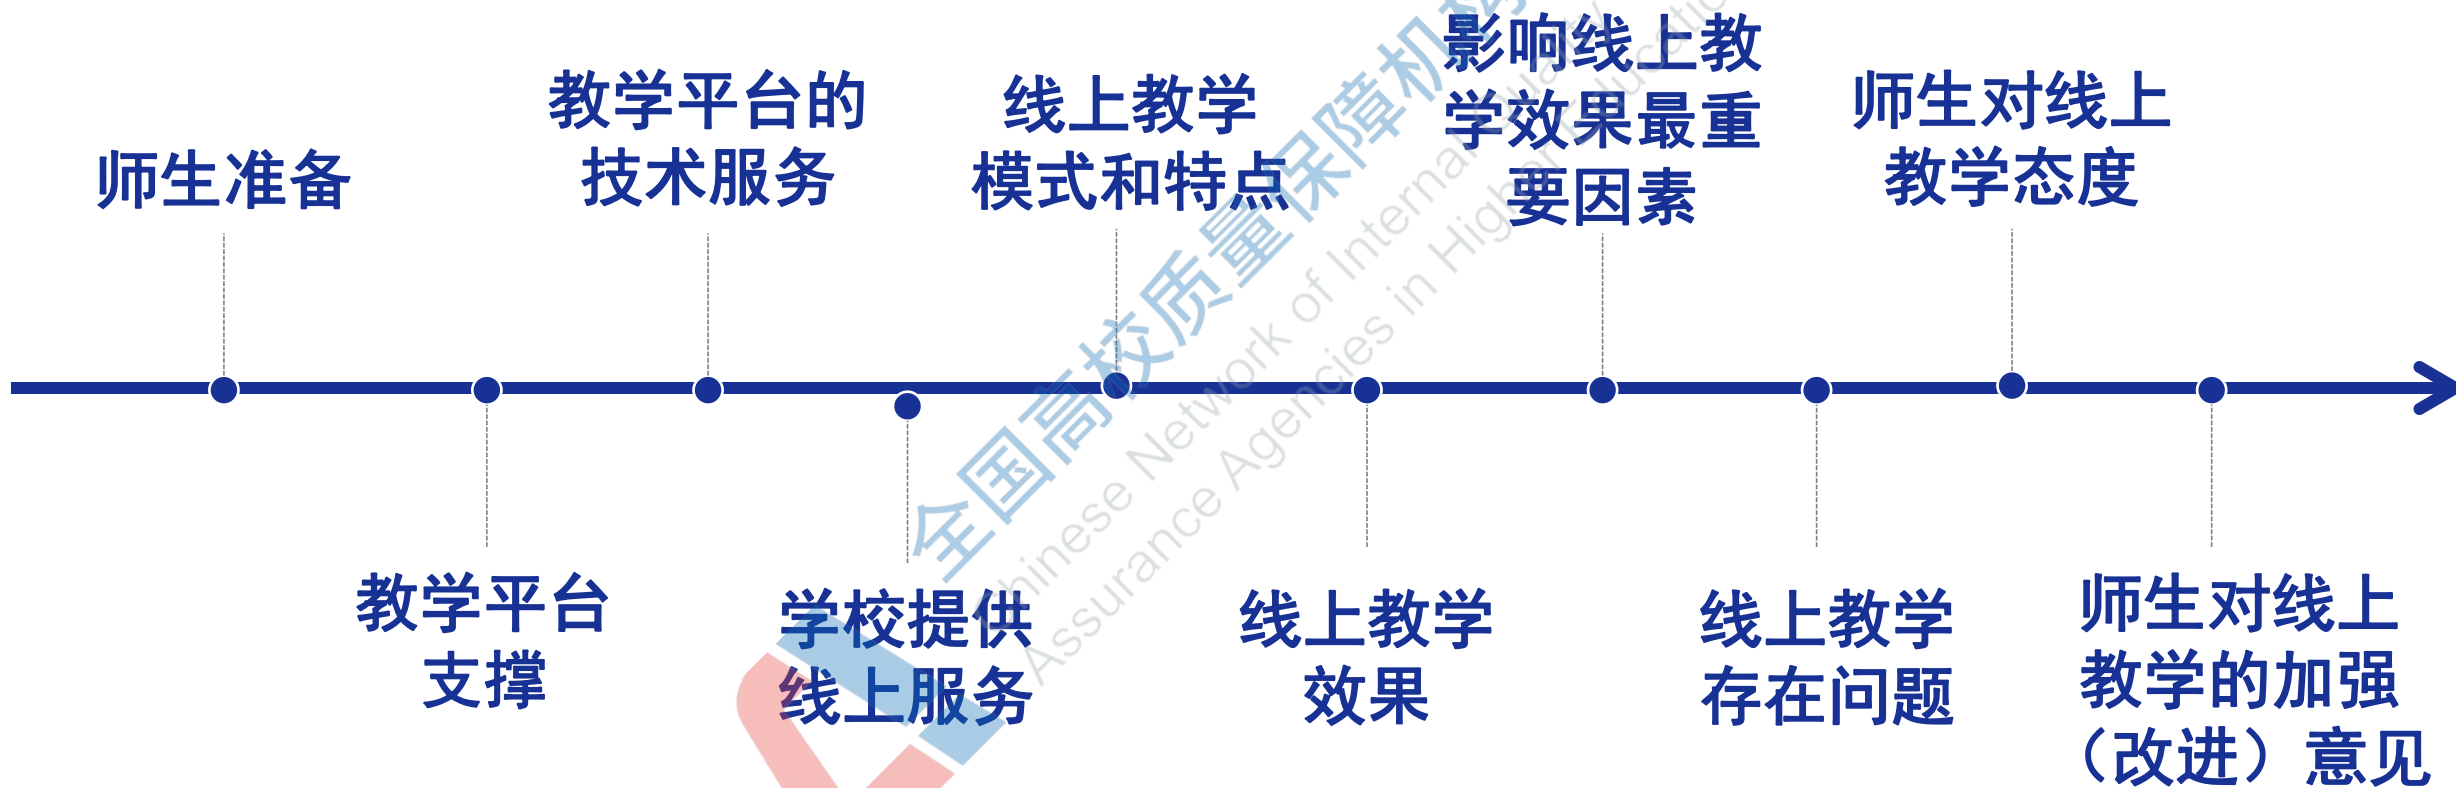 师生准备
教学平台
支撑
教学平台的
技术服务
学校提供
线上服务
线上教学
模式和特点
线上教学
效果
影响线上教
学效果最重
要因素
线上教学
存在问题
师生对线上
教学态度
师生对线上
教学的加强
（改进）意见
全国高校质量保障机构
Chinese Network of Internal Quality
Assurance Agencies in Higher Education